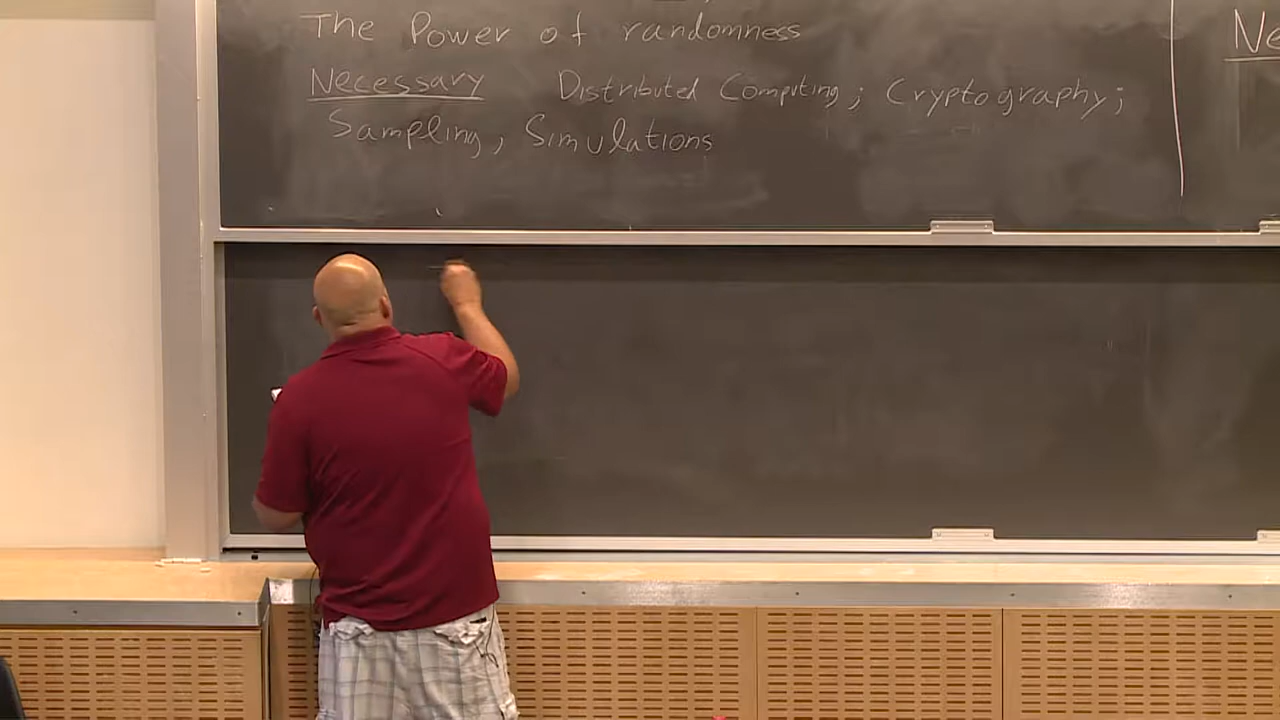 The Power of randomness
Necessary Distributed Computing; Cryptography;
Sampling, Simulations